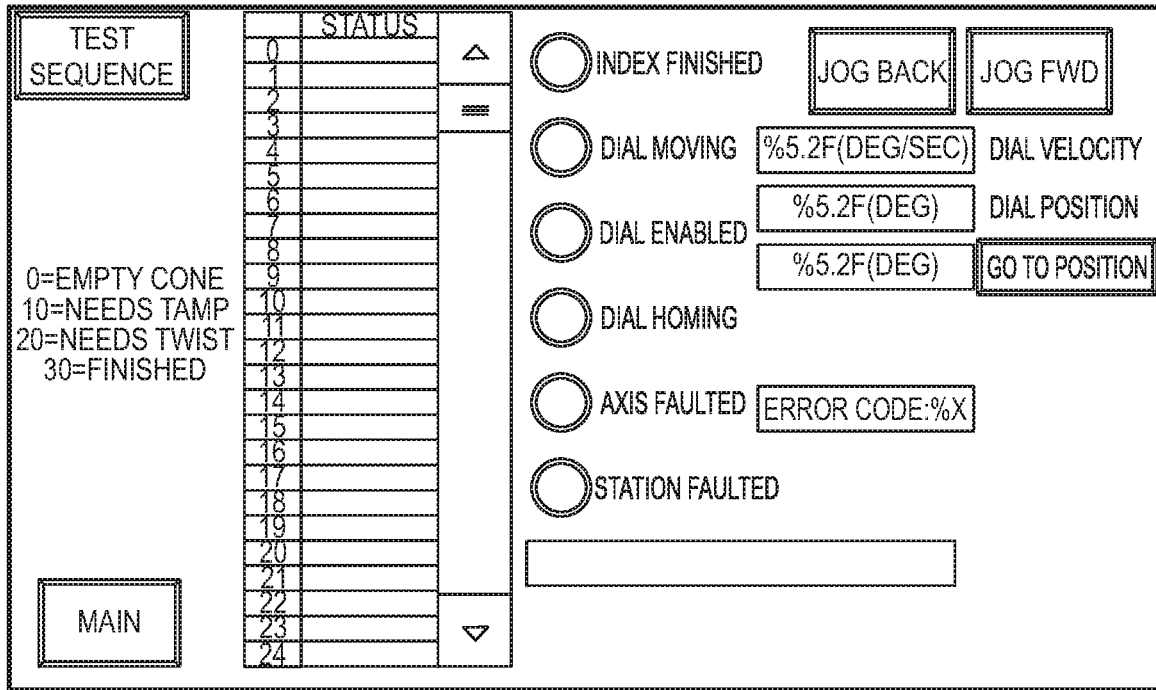 TEST
SEQUENCE
0=EMPTY CONE
10=NEEDS TAMP
20=NEEDS TWIST
30=FINISHED
MAIN
STATUS
0
1
2
3
4
5
6
7
8
9
10
11
12
13
14
15
16
17
18
19
20
21
22
23
24
INDEX FINISHED
DIAL MOVING
DIAL ENABLED
DIAL HOMING
AXIS FAULTED
STATION FAULTED
JOG BACK
JOG FWD
%5.2F(DEG/SEC)
DIAL VELOCITY
%5.2F(DEG)
DIAL POSITION
%5.2F(DEG)
GO TO POSITION
ERROR CODE:%X